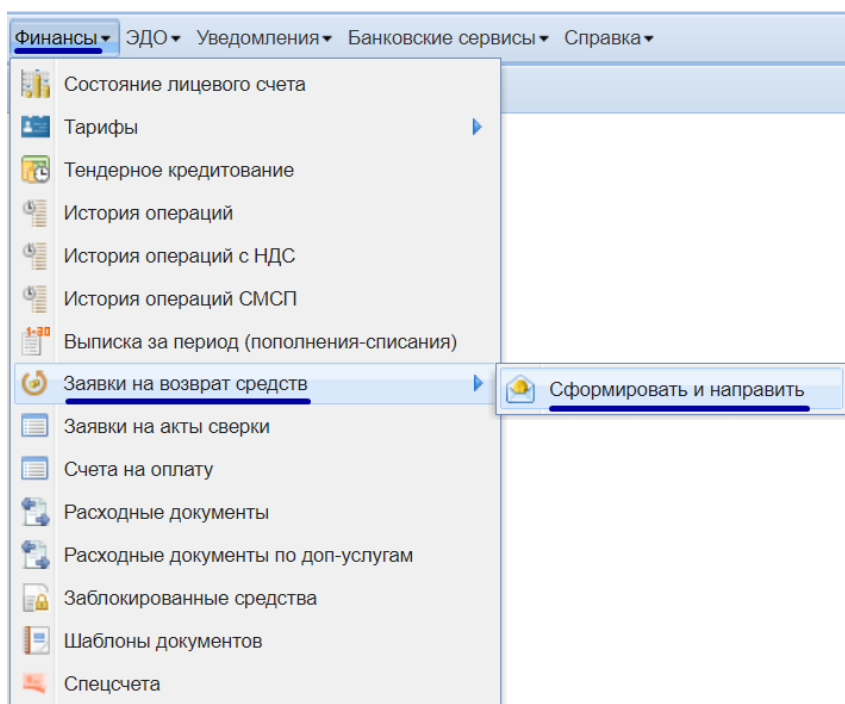 Финансы ЭДО Уведомления Банковские сервисы Справка
Состояние лицевого счета
Тарифы
Тендерное кредитование
История операций
История операций с НДС
История операций СМСП
1-30
Выписка за период (пополнения-списания)
Заявки на возврат средств
Сформировать и направить
Заявки на акты сверки
Счета на оплату
Расходные документы
Расходные документы по доп-услугам
Заблокированные средства
Шаблоны документов
Спецсчета